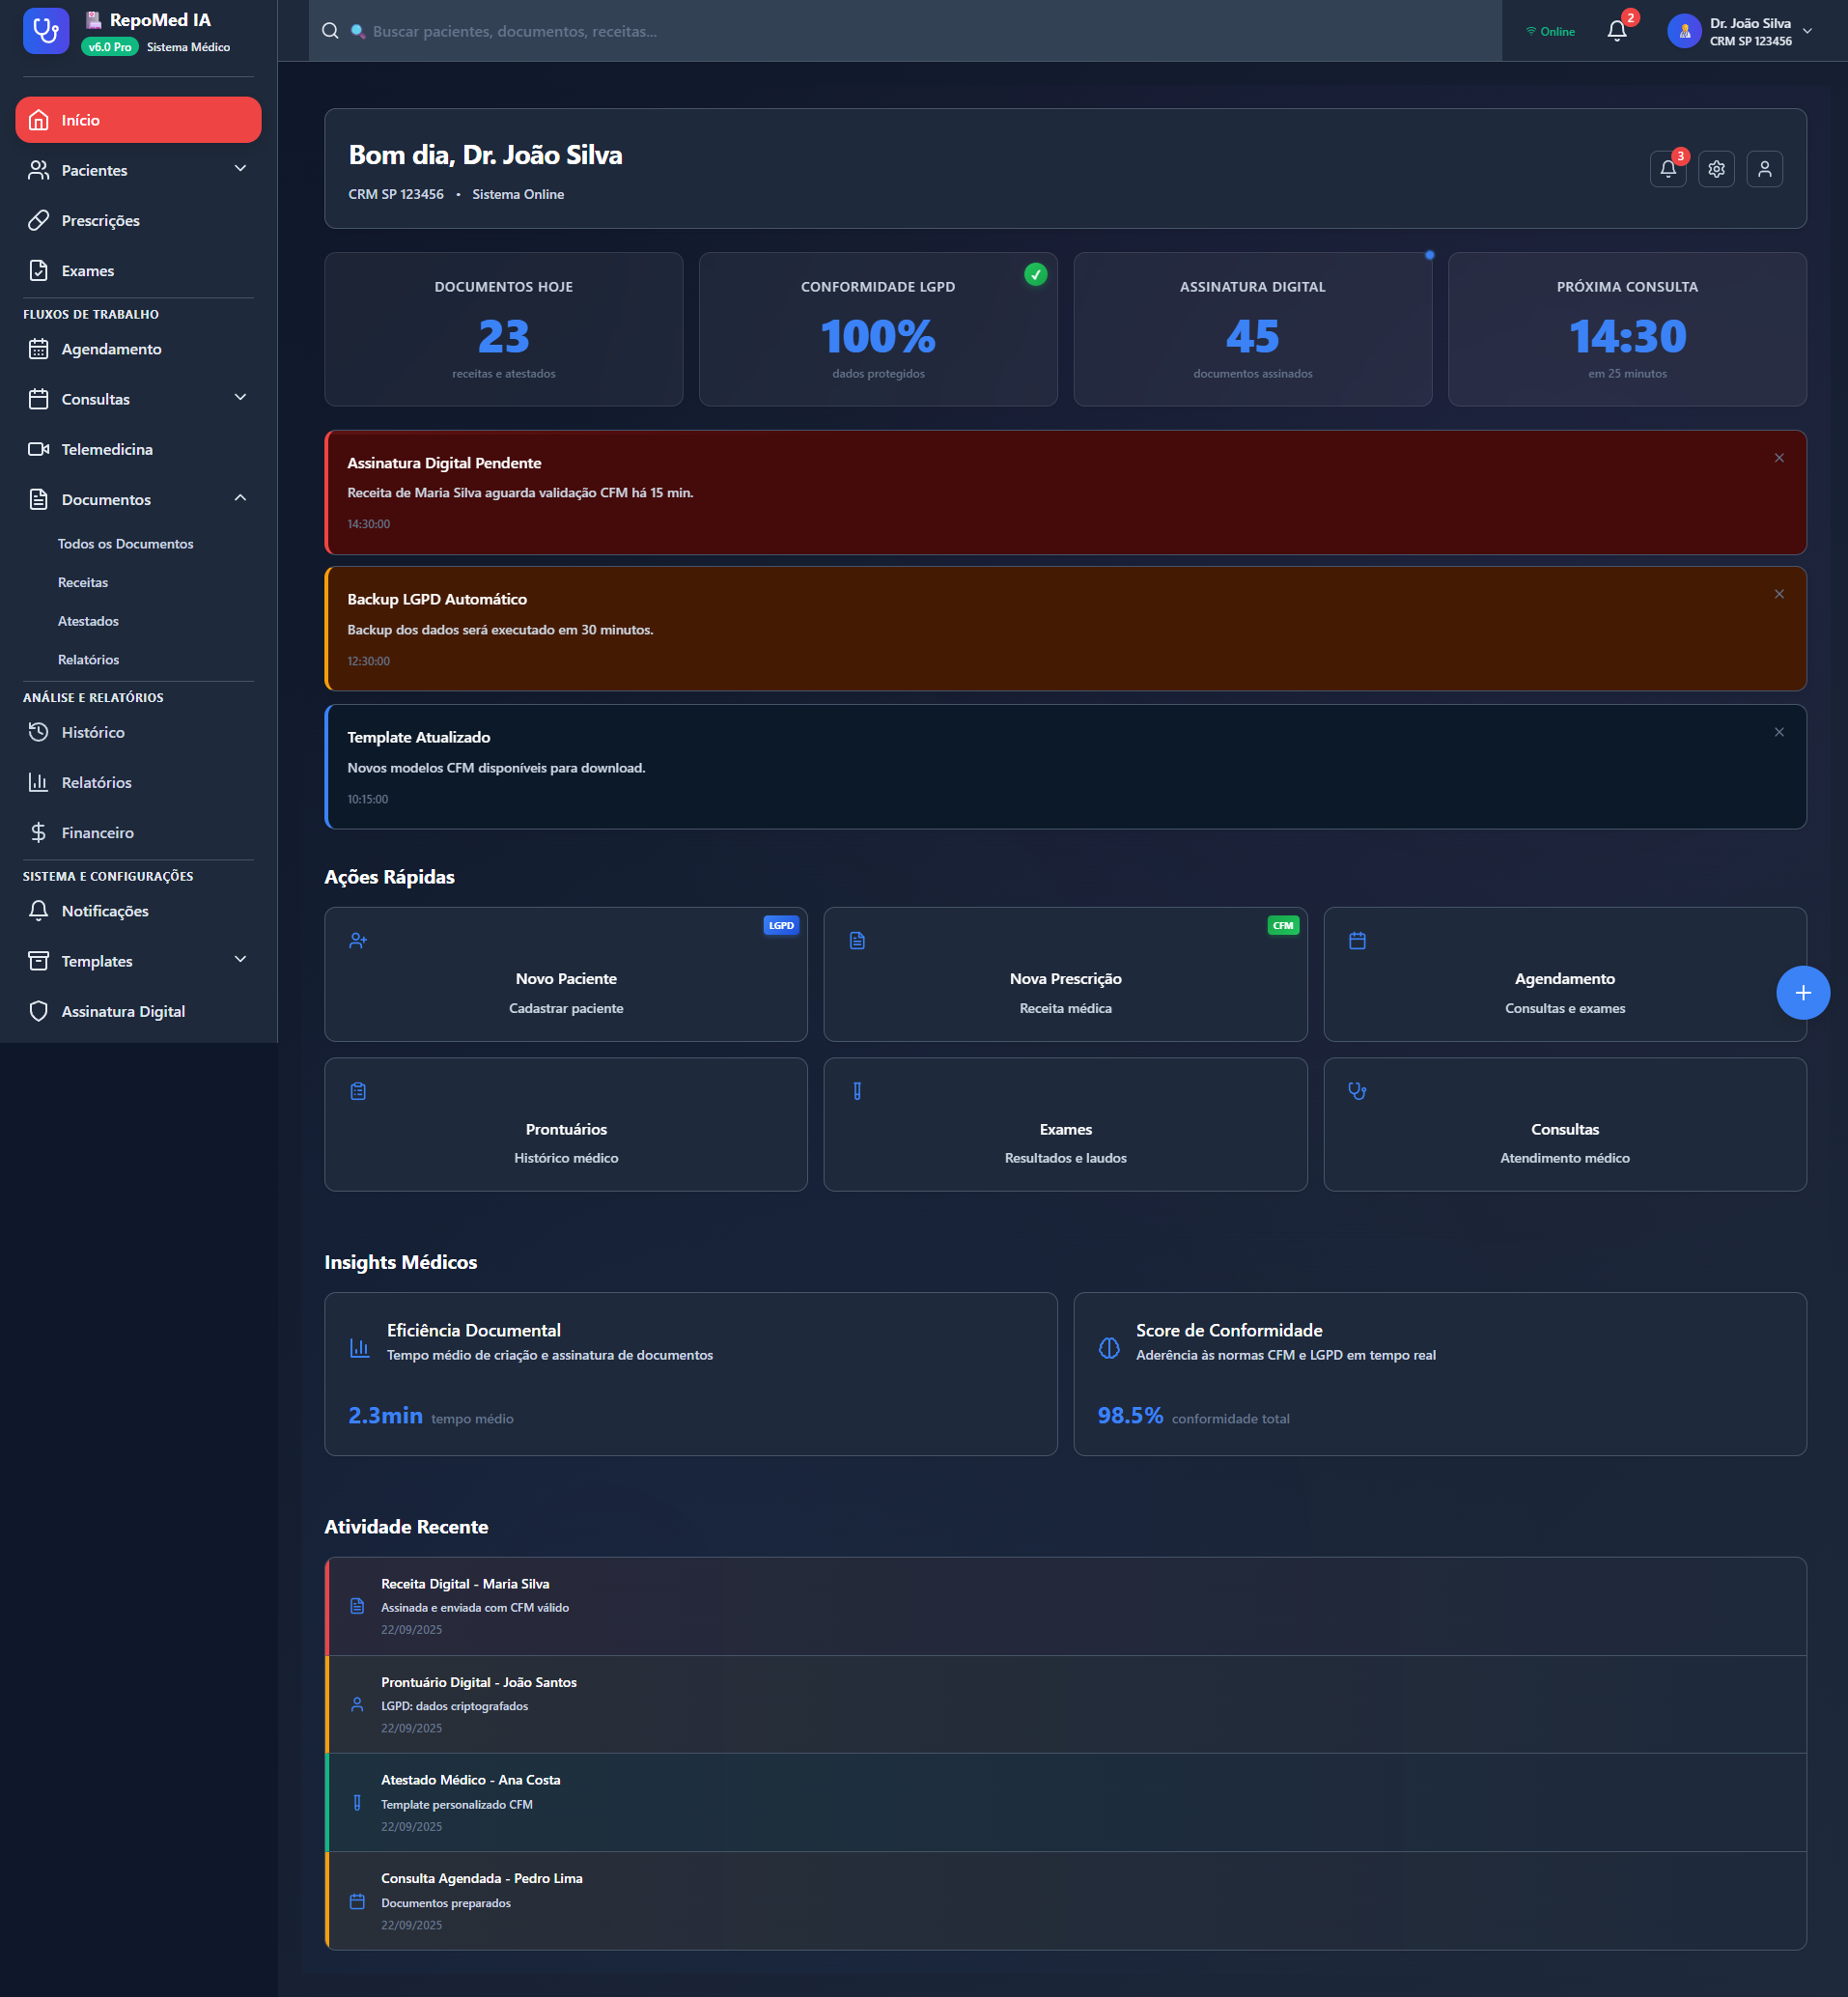 RepoMed IA
v6.0 Pro Sistema Médico
Início
Pacientes
Prescrições
Exames
FLUXOS DE TRABALHO
Agendamento
Consultas
Telemedicina
Documentos
Todos os Documentos
Receitas
Atestados
Relatórios
ANÁLISE E RELATÓRIOS
Histórico
Relatórios
Financeiro
SISTEMA E CONFIGURAÇÕES
Notificações
Templates
Assinatura Digital
Buscar pacientes, documentos, receitas...
Online
2
Dr. João Silva
CRM SP 123456
Bom dia, Dr. João Silva
CRM SP 123456 • Sistema Online
3
DOCUMENTOS HOJE
23
receitas e atestados
CONFORMIDADE LGPD
100%
dados protegidos
ASSINATURA DIGITAL
45
documentos assinados
PRÓXIMA CONSULTA
14:30
em 25 minutos
Assinatura Digital Pendente
Receita de Maria Silva aguarda validação CFM há 15 min.
14:30:00
Backup LGPD Automático
Backup dos dados será executado em 30 minutos.
12:30:00
Template Atualizado
Novos modelos CFM disponíveis para download.
10:15:00
Ações Rápidas
LGPD
Novo Paciente
Cadastrar paciente
CFM
Nova Prescrição
Receita médica
Agendamento
Consultas e exames
Prontuários
Histórico médico
Exames
Resultados e laudos
Consultas
Atendimento médico
Insights Médicos
Eficiência Documental
Tempo médio de criação e assinatura de documentos
2.3min tempo médio
Score de Conformidade
Aderência às normas CFM e LGPD em tempo real
98.5% conformidade total
Atividade Recente
Receita Digital - Maria Silva
Assinada e enviada com CFM válido
22/09/2025
Prontuário Digital - João Santos
LGPD: dados criptografados
22/09/2025
Atestado Médico - Ana Costa
Template personalizado CFM
22/09/2025
Consulta Agendada - Pedro Lima
Documentos preparados
22/09/2025